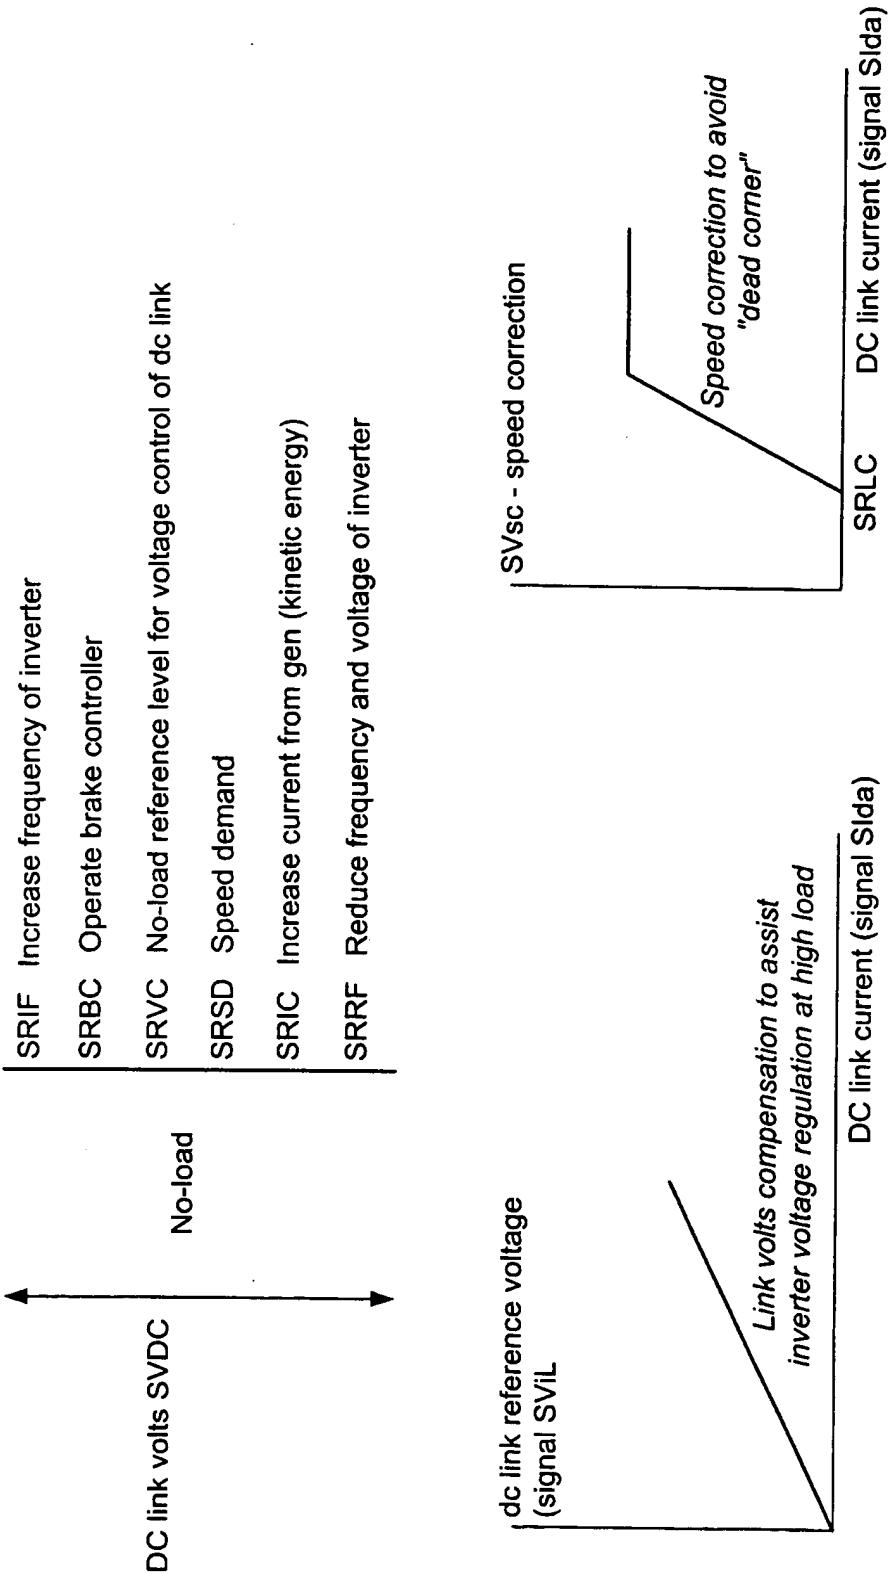 SRIF Increase frequency of inverter
SRBC Operate brake controller
DC link volts SVDC
No-load
SRVC No-load reference level for voltage control of dc link
SRSD Speed demand
SRIC Increase current from gen (kinetic energy)
SRRF Reduce frequency and voltage of inverter
dc link reference voltage
(signal SViL
Link volts compensation to assist
inverter voltage regulation at high load
DC link current (signal SIda)
SVsc - speed correction
Speed correction to avoid
"dead corner"
SRLC
DC link current (signal SIda)